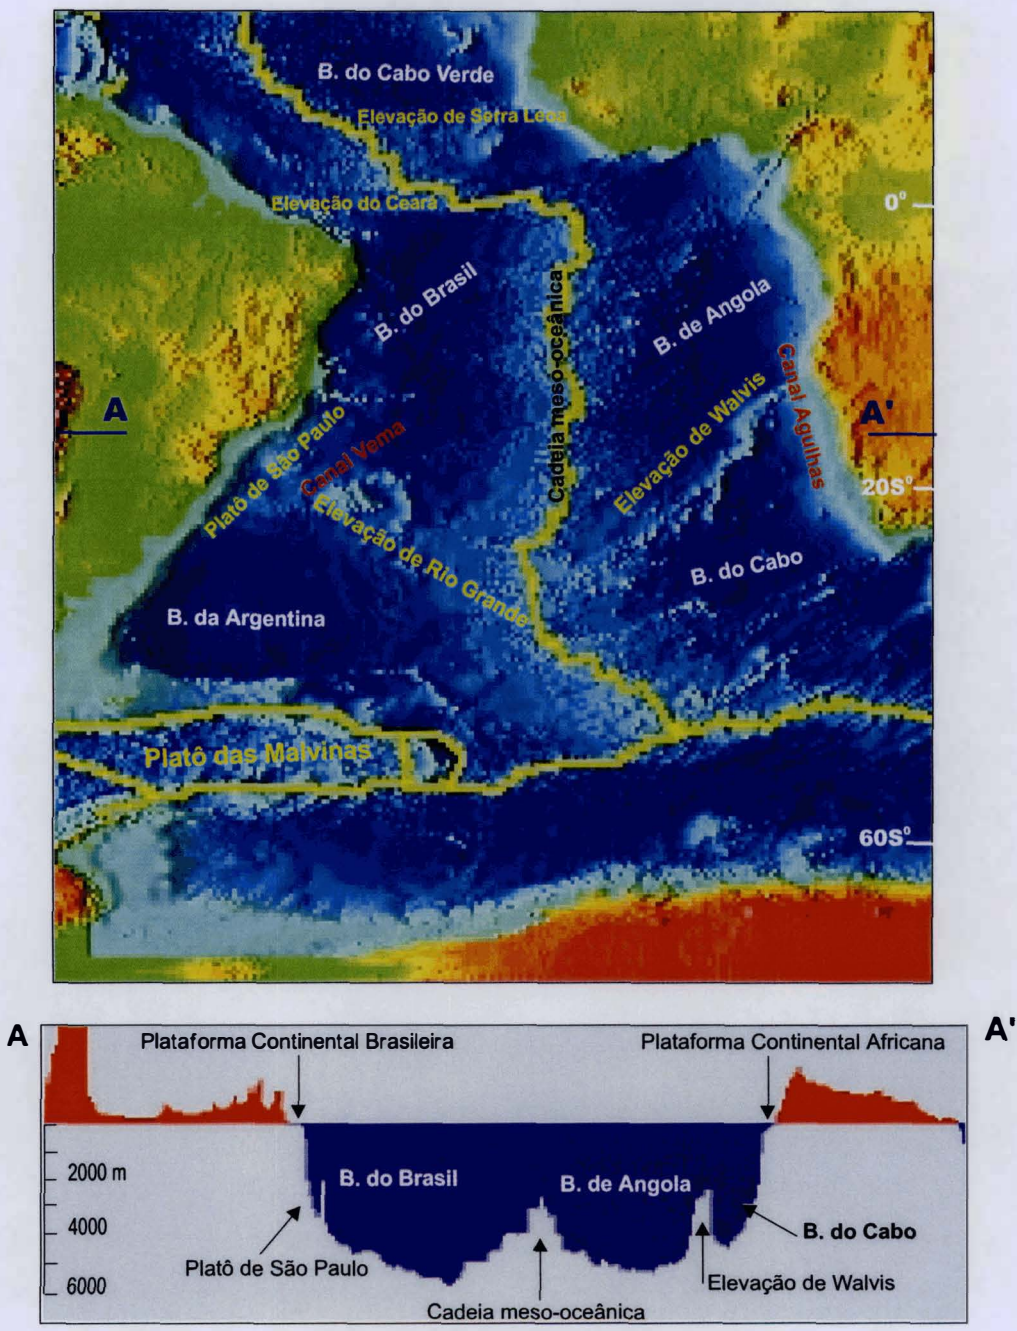 B. do Cabo Verde
Elevação de Serra Leoa
Elevação do Ceará
0°
B. do Brasil
Cadeia meso-oceânica
B. de Angola
A
Platô de São Paulo
Canal Vema
Elevação de Walvis
Canal Agulhas
A'
20S°
Elevação de Rio Grande
B. do Cabo
B. da Argentina
Platô das Malvinas
60S°
A
A'
Plataforma Continental Brasileira
Plataforma Continental Africana
2000 m
B. do Brasil
B. de Angola
4000
B. do Cabo
Platô de São Paulo
6000
Elevação de Walvis
Cadeia meso-oceânica